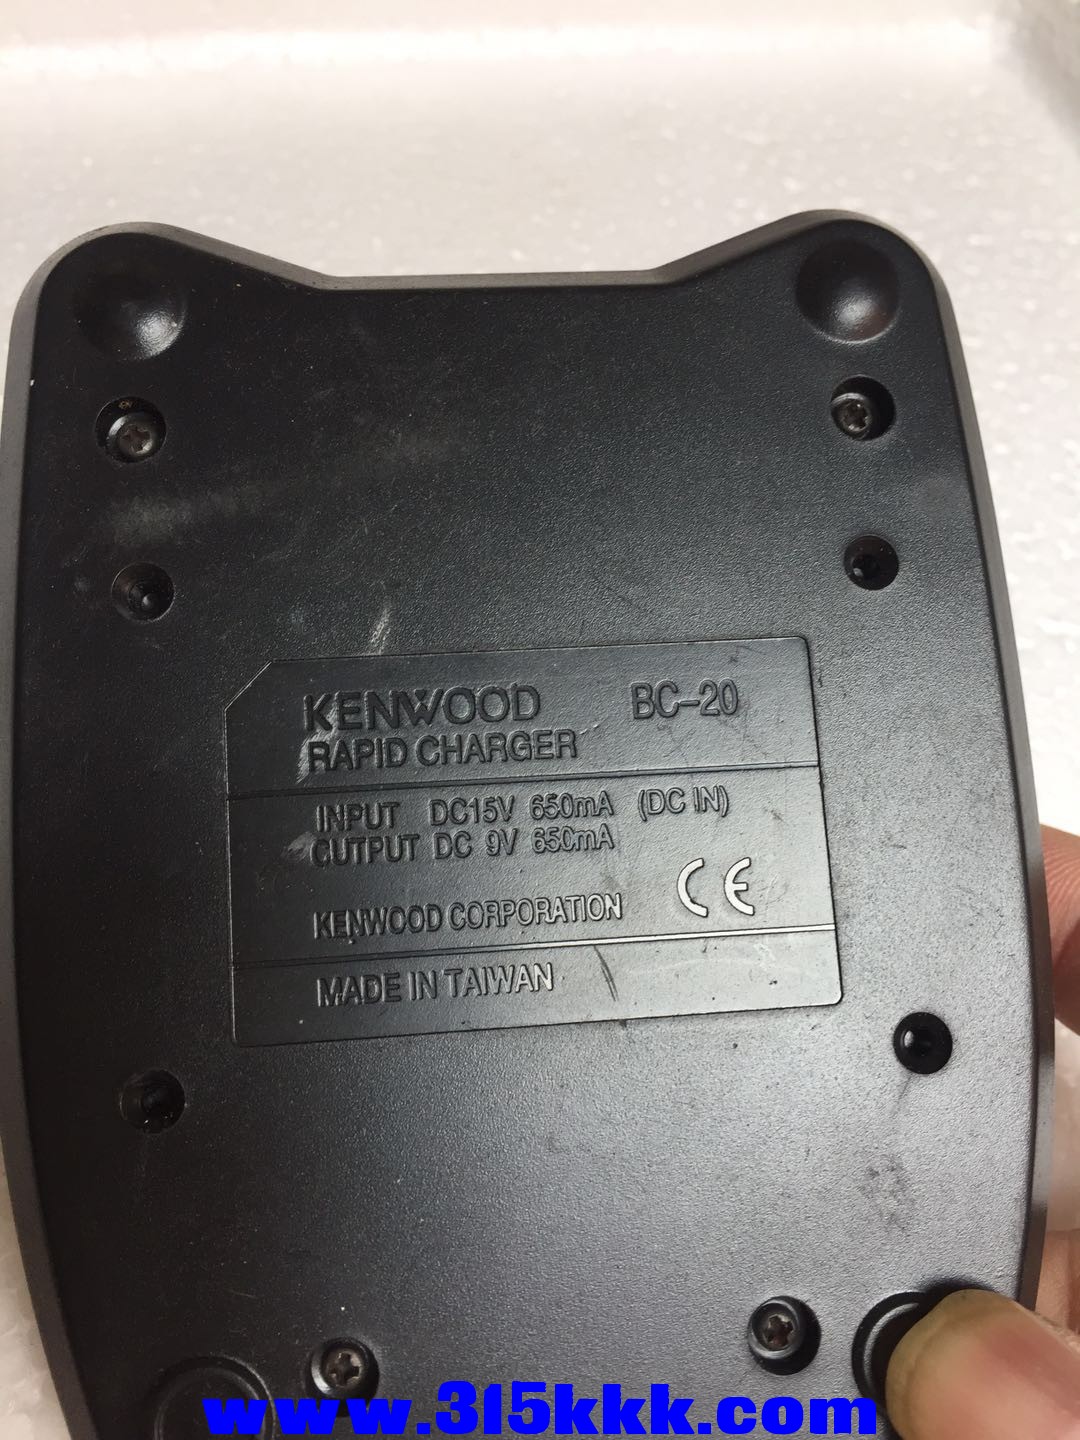 KENWOOD BC-20
RAPID CHARGER
INPUT DC15V 650mA (DC IN)
OUTPUT DC 9V 650mA
KENWOOD CORPORATION CE
MADE IN TAIWAN
www.315kkk.com